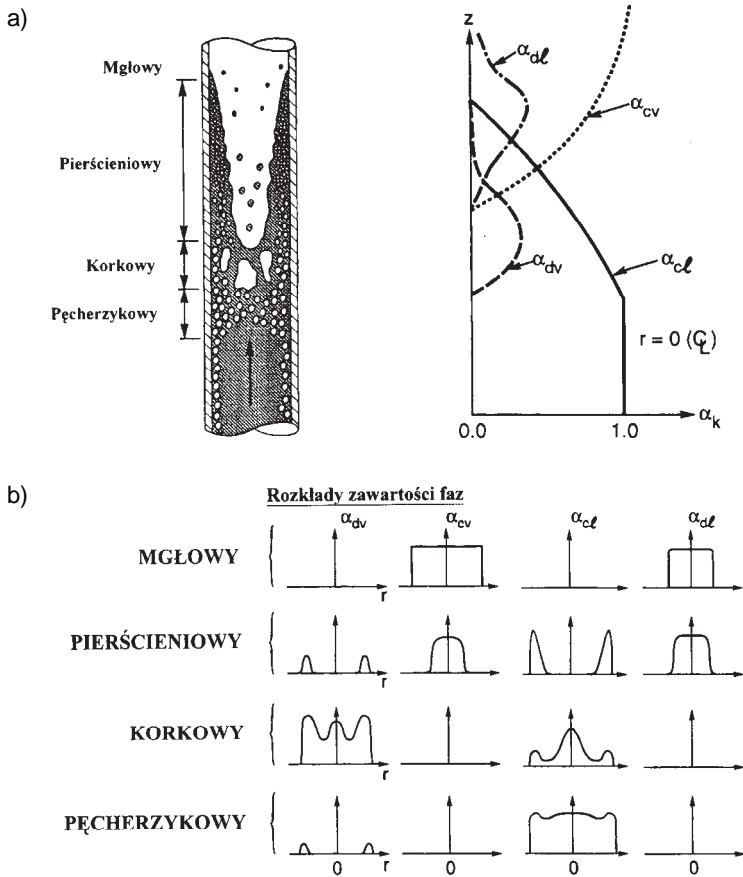 a)
Mgłowy
Pierścieniowy
Korkowy
Pęcherzykowy
z
α_dℓ
α_cv
α_dv
α_cℓ
r = 0 (℄)
0.0 1.0 α_k
b)
Rozkłady zawartości faz
α_dv α_cv α_cℓ α_dℓ
MGŁOWY
r
PIERŚCIENIOWY
r
KORKOWY
r
PĘCHERZYKOWY
0 r 0 0 0